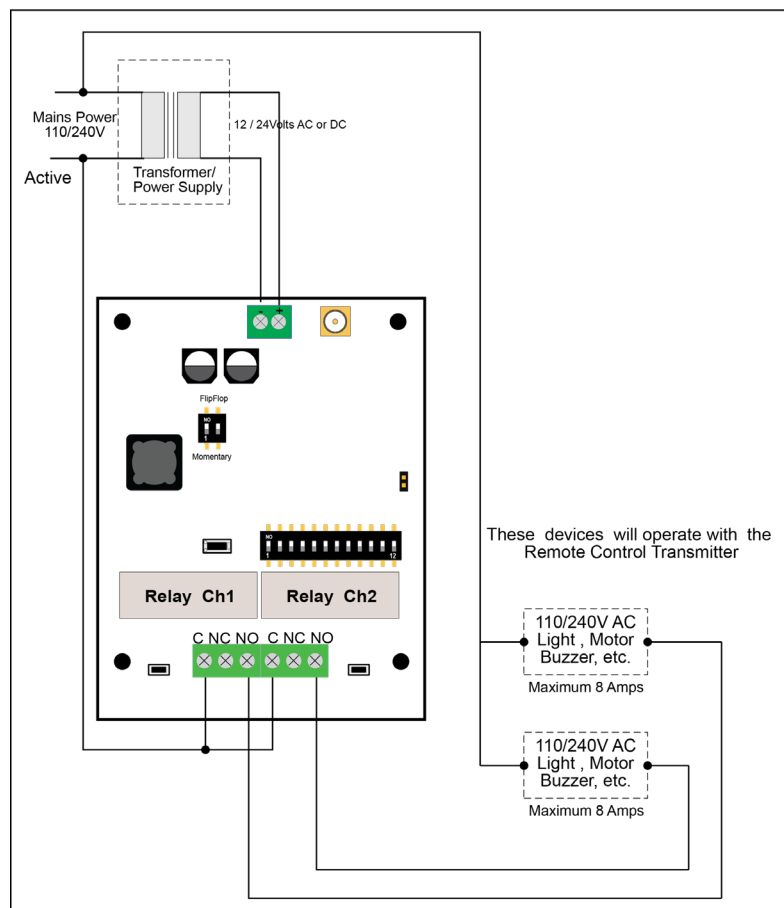 Mains Power
110/240V
Active
12 / 24Volts AC or DC
Transformer/
Power Supply
- +
FlipFlop
NO
1
Momentary
NO
1 12
These devices will operate with the
Remote Control Transmitter
Relay Ch1
Relay Ch2
C NC NO C NC NO
110/240V AC
Light , Motor
Buzzer, etc.
Maximum 8 Amps
110/240V AC
Light , Motor
Buzzer, etc.
Maximum 8 Amps